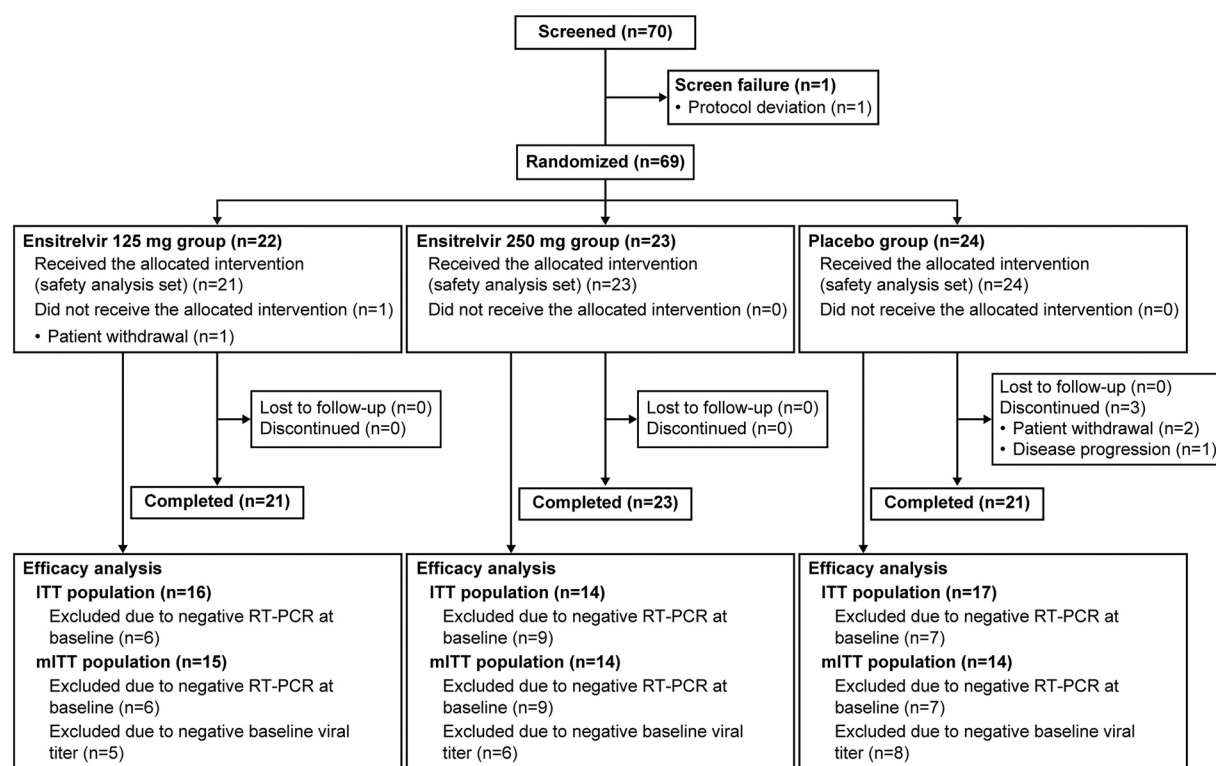 Screened (n=70)
Screen failure (n=1)
• Protocol deviation (n=1)
Randomized (n=69)
Ensitrelvir 125 mg group (n=22)
Received the allocated intervention
(safety analysis set) (n=21)
Did not receive the allocated intervention (n=1)
• Patient withdrawal (n=1)
Ensitrelvir 250 mg group (n=23)
Received the allocated intervention
(safety analysis set) (n=23)
Did not receive the allocated intervention (n=0)
Placebo group (n=24)
Received the allocated intervention
(safety analysis set) (n=24)
Did not receive the allocated intervention (n=0)
Lost to follow-up (n=0)
Discontinued (n=0)
Lost to follow-up (n=0)
Discontinued (n=0)
Lost to follow-up (n=0)
Discontinued (n=3)
• Patient withdrawal (n=2)
• Disease progression (n=1)
Completed (n=21)
Completed (n=23)
Completed (n=21)
Efficacy analysis
ITT population (n=16)
Excluded due to negative RT-PCR at
baseline (n=6)
mITT population (n=15)
Excluded due to negative RT-PCR at
baseline (n=6)
Excluded due to negative baseline viral
titer (n=5)
Efficacy analysis
ITT population (n=14)
Excluded due to negative RT-PCR at
baseline (n=9)
mITT population (n=14)
Excluded due to negative RT-PCR at
baseline (n=9)
Excluded due to negative baseline viral
titer (n=6)
Efficacy analysis
ITT population (n=17)
Excluded due to negative RT-PCR at
baseline (n=7)
mITT population (n=14)
Excluded due to negative RT-PCR at
baseline (n=7)
Excluded due to negative baseline viral
titer (n=8)